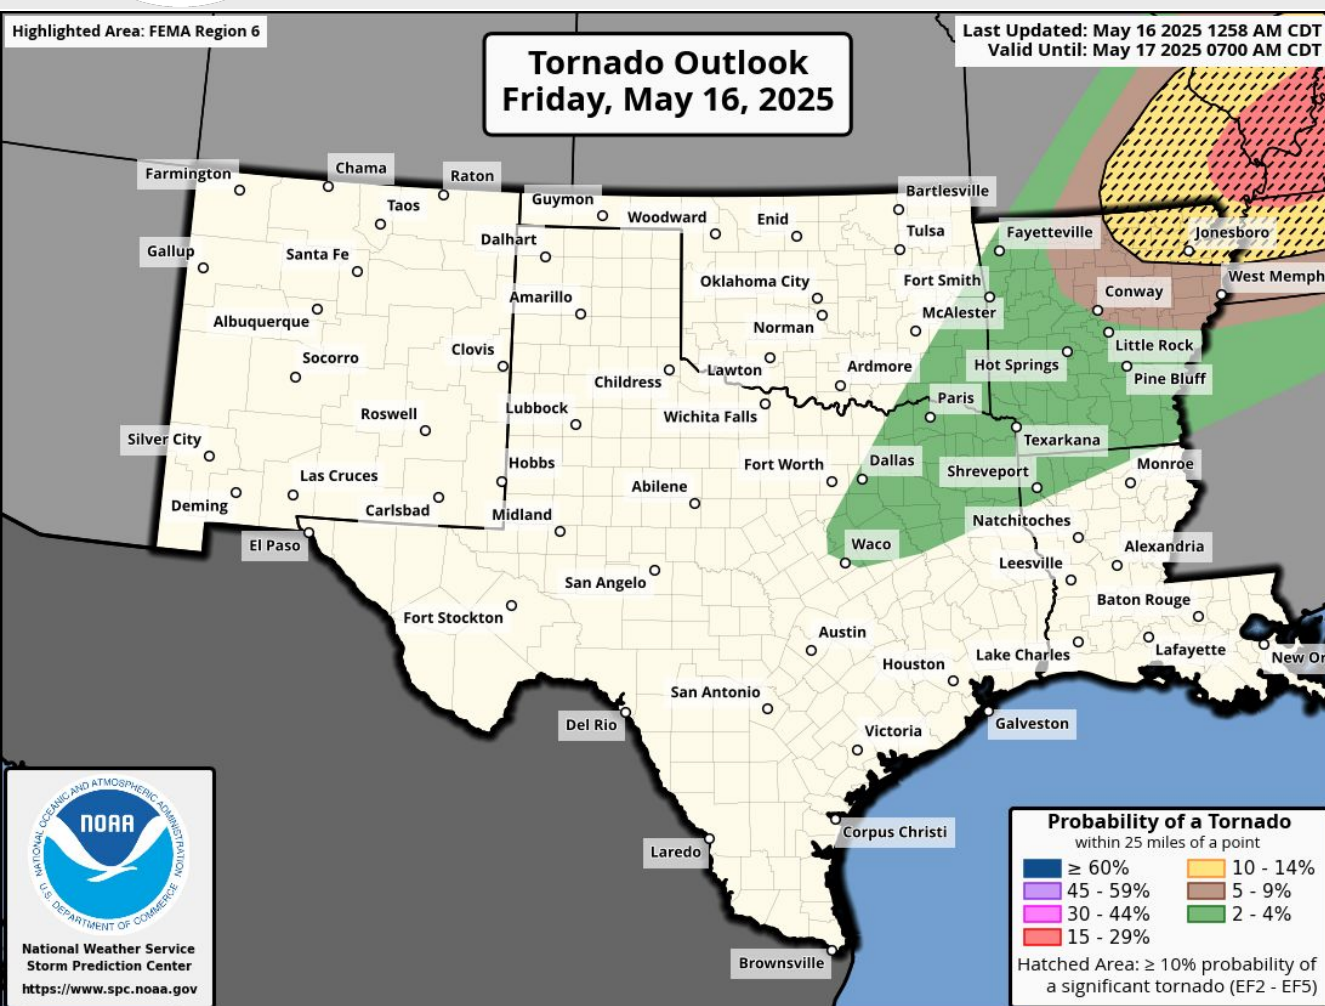 Highlighted Area: FEMA Region 6
Tornado Outlook
Friday, May 16, 2025
Last Updated: May 16 2025 1258 AM CDT
Valid Until: May 17 2025 0700 AM CDT
Farmington
Chama
Raton
Taos
Guymon
Woodward
Enid
Bartlesville
Tulsa
Fayetteville
Jonesboro
Gallup
Santa Fe
Dalhart
Oklahoma City
Fort Smith
West Memph
Amarillo
Conway
Albuquerque
Norman
McAlester
Socorro
Clovis
Little Rock
Childress
Lawton
Ardmore
Hot Springs
Pine Bluff
Roswell
Lubbock
Wichita Falls
Paris
Silver City
Texarkana
Las Cruces
Hobbs
Fort Worth
Dallas
Shreveport
Monroe
Deming
Carlsbad
Midland
Abilene
El Paso
Natchitoches
Waco
Alexandria
San Angelo
Leesville
Fort Stockton
Baton Rouge
Austin
Lake Charles
Lafayette
New Or
Houston
San Antonio
Del Rio
Galveston
Victoria
Corpus Christi
Laredo
Brownsville
NATIONAL OCEANIC AND ATMOSPHERIC ADMINISTRATION
NOAA
U.S. DEPARTMENT OF COMMERCE
National Weather Service
Storm Prediction Center
https://www.spc.noaa.gov
Probability of a Tornado
within 25 miles of a point
≥ 60%
45 - 59%
30 - 44%
15 - 29%
10 - 14%
5 - 9%
2 - 4%
Hatched Area: ≥ 10% probability of
a significant tornado (EF2 - EF5)